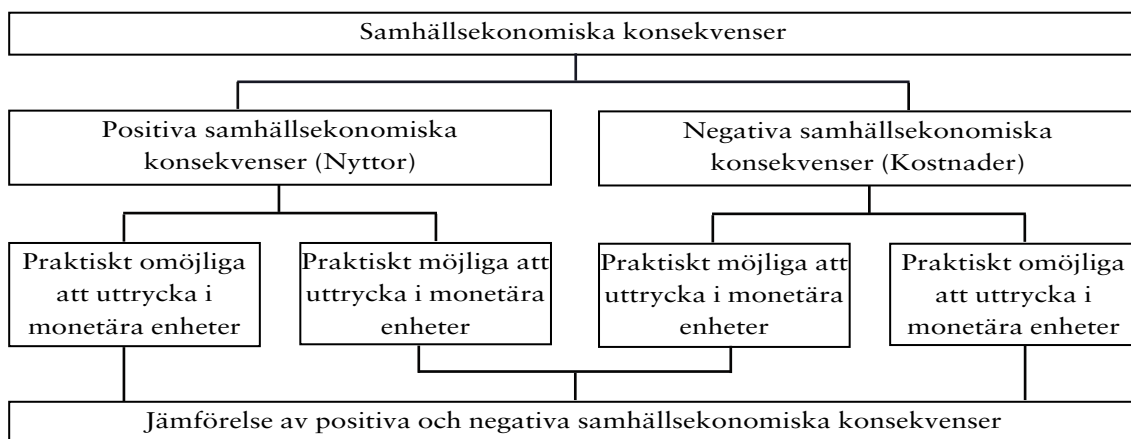 Samhällsekonomiska konsekvenser
Positiva samhällsekonomiska
konsekvenser (Nyttor)
Negativa samhällsekonomiska
konsekvenser (Kostnader)
Praktiskt omöjliga
att uttrycka i
monetära enheter
Praktiskt möjliga att
uttrycka i monetära
enheter
Praktiskt möjliga att
uttrycka i monetära
enheter
Praktiskt omöjliga
att uttrycka i
monetära enheter
Jämförelse av positiva och negativa samhällsekonomiska konsekvenser